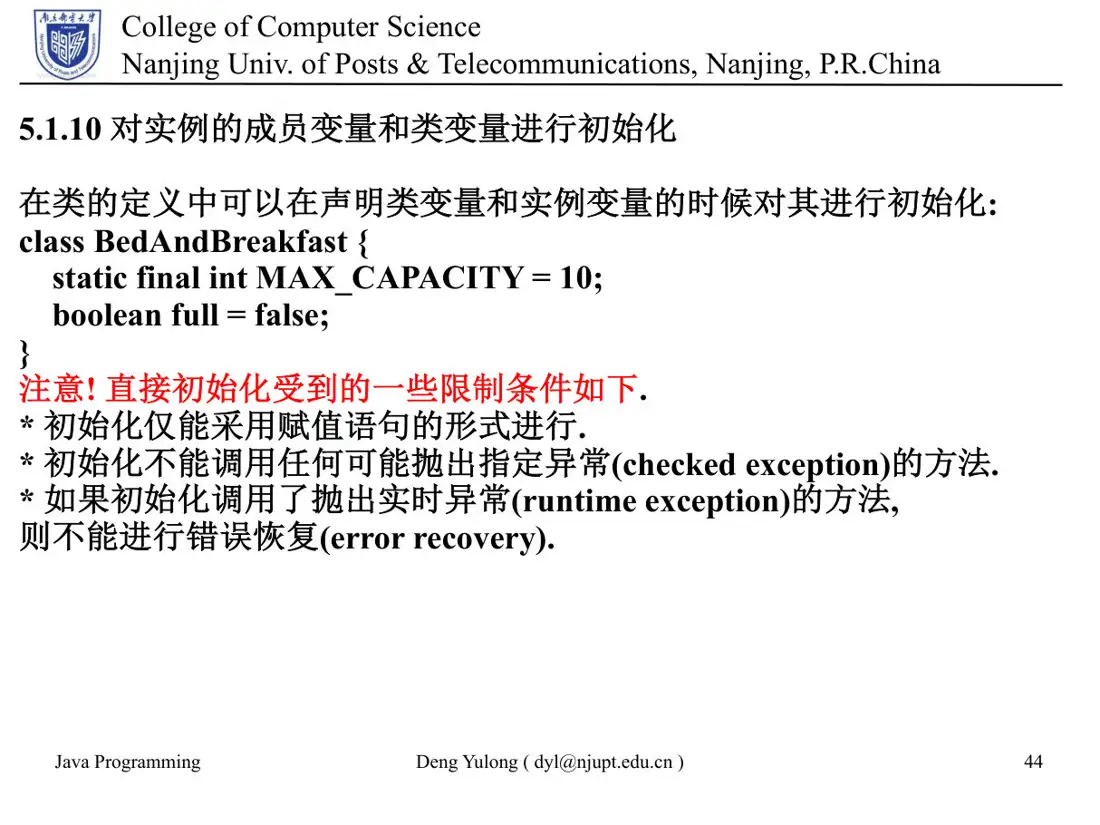 College of Computer Science
Nanjing Univ. of Posts & Telecommunications, Nanjing, P.R.China
5.1.10 对实例的成员变量和类变量进行初始化
在类的定义中可以在声明类变量和实例变量的时候对其进行初始化:
class BedAndBreakfast {
    static final int MAX_CAPACITY = 10;
    boolean full = false;
}
注意! 直接初始化受到的一些限制条件如下.
* 初始化仅能采用赋值语句的形式进行.
* 初始化不能调用任何可能抛出指定异常(checked exception)的方法.
* 如果初始化调用了抛出实时异常(runtime exception)的方法,
则不能进行错误恢复(error recovery).
Java Programming
Deng Yulong ( dyl@njupt.edu.cn )
44